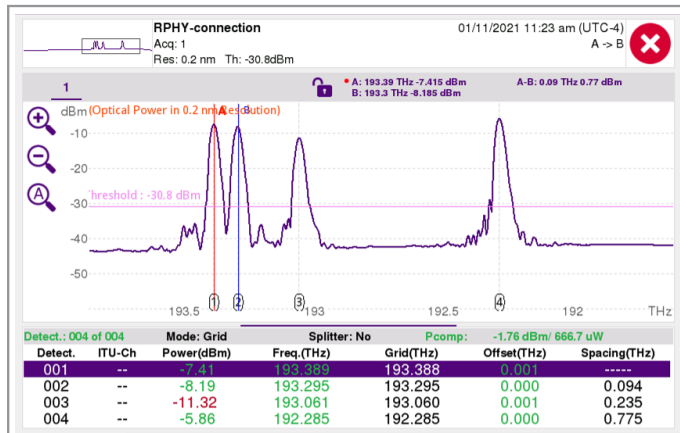 RPHY-connection
01/11/2021 11:23 am (UTC-4)
Acq: 1
A -> B
Res: 0.2 nm Th: -30.8dBm
1
A: 193.39 THz -7.415 dBm
A-B: 0.09 THz 0.77 dBm
B: 193.3 THz -8.185 dBm
dBm (Optical Power in 0.2 nm Resolution)
A B
-10
-20
A
Threshold : -30.8 dBm
-30
-40
-50
1 2 3 4
193.5 193 192.5 192 THz
Detect.: 004 of 004 Mode: Grid Splitter: No Pcomp: -1.76 dBm/ 666.7 uW
Detect. ITU-Ch Power(dBm) Freq.(THz) Grid(THz) Offset(THz) Spacing(THz)
001 -- -7.41 193.389 193.388 0.001 -----
002 -- -8.19 193.295 193.295 0.000 0.094
003 -- -11.32 193.061 193.060 0.001 0.235
004 -- -5.86 192.285 192.285 0.000 0.775